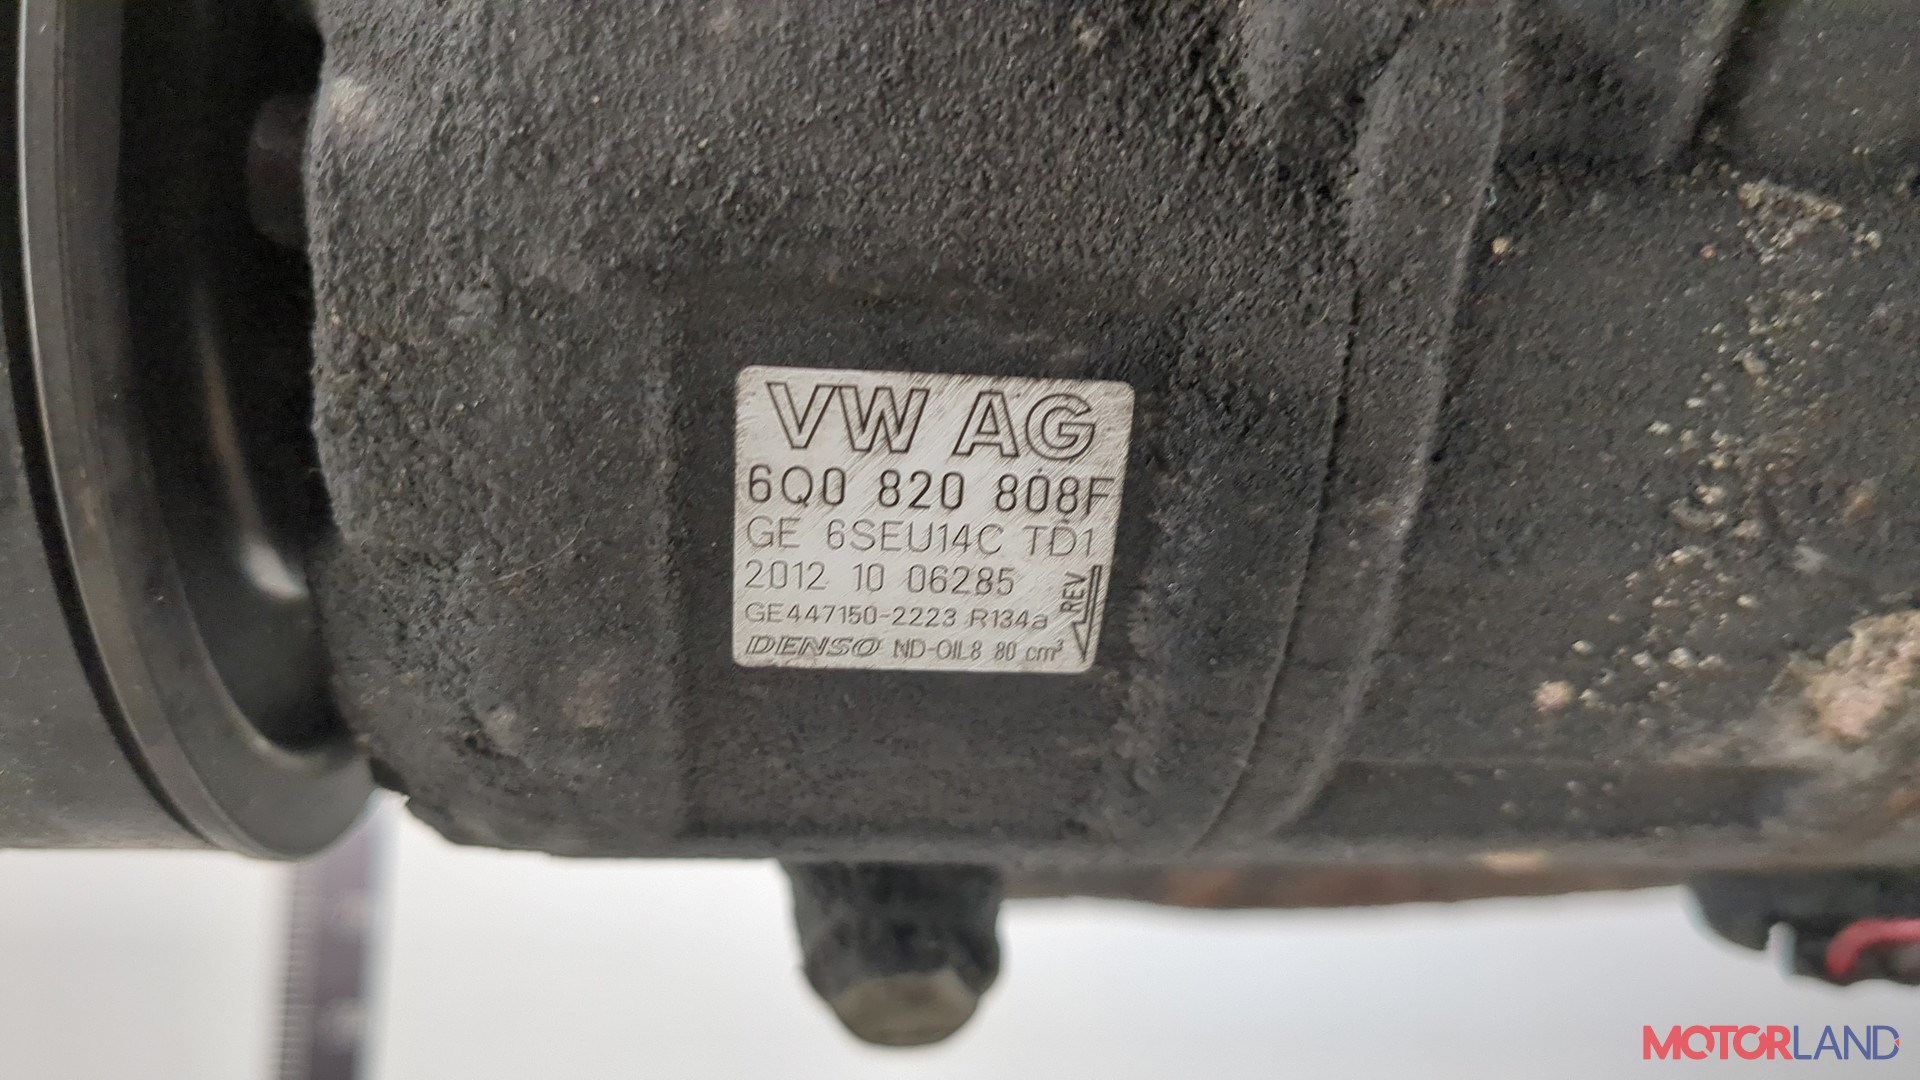 VW AG
6Q0 820 808F
GE 6SEU14C TD1
2012 10 06285
GE447150-2223 R134a
DENSO ND-OIL8 80 cm³
REV
MOTORLAND